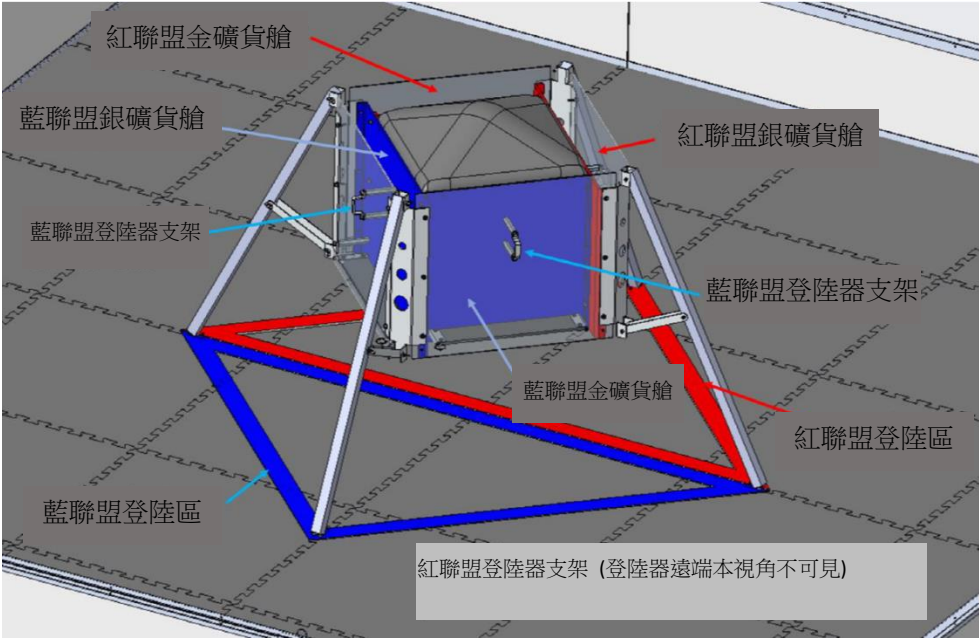 紅聯盟金礦貨艙
藍聯盟銀礦貨艙
紅聯盟銀礦貨艙
藍聯盟登陸器支架
藍聯盟登陸器支架
藍聯盟金礦貨艙
紅聯盟登陸區
藍聯盟登陸區
紅聯盟登陸器支架 (登陸器遠端本視角不可見)